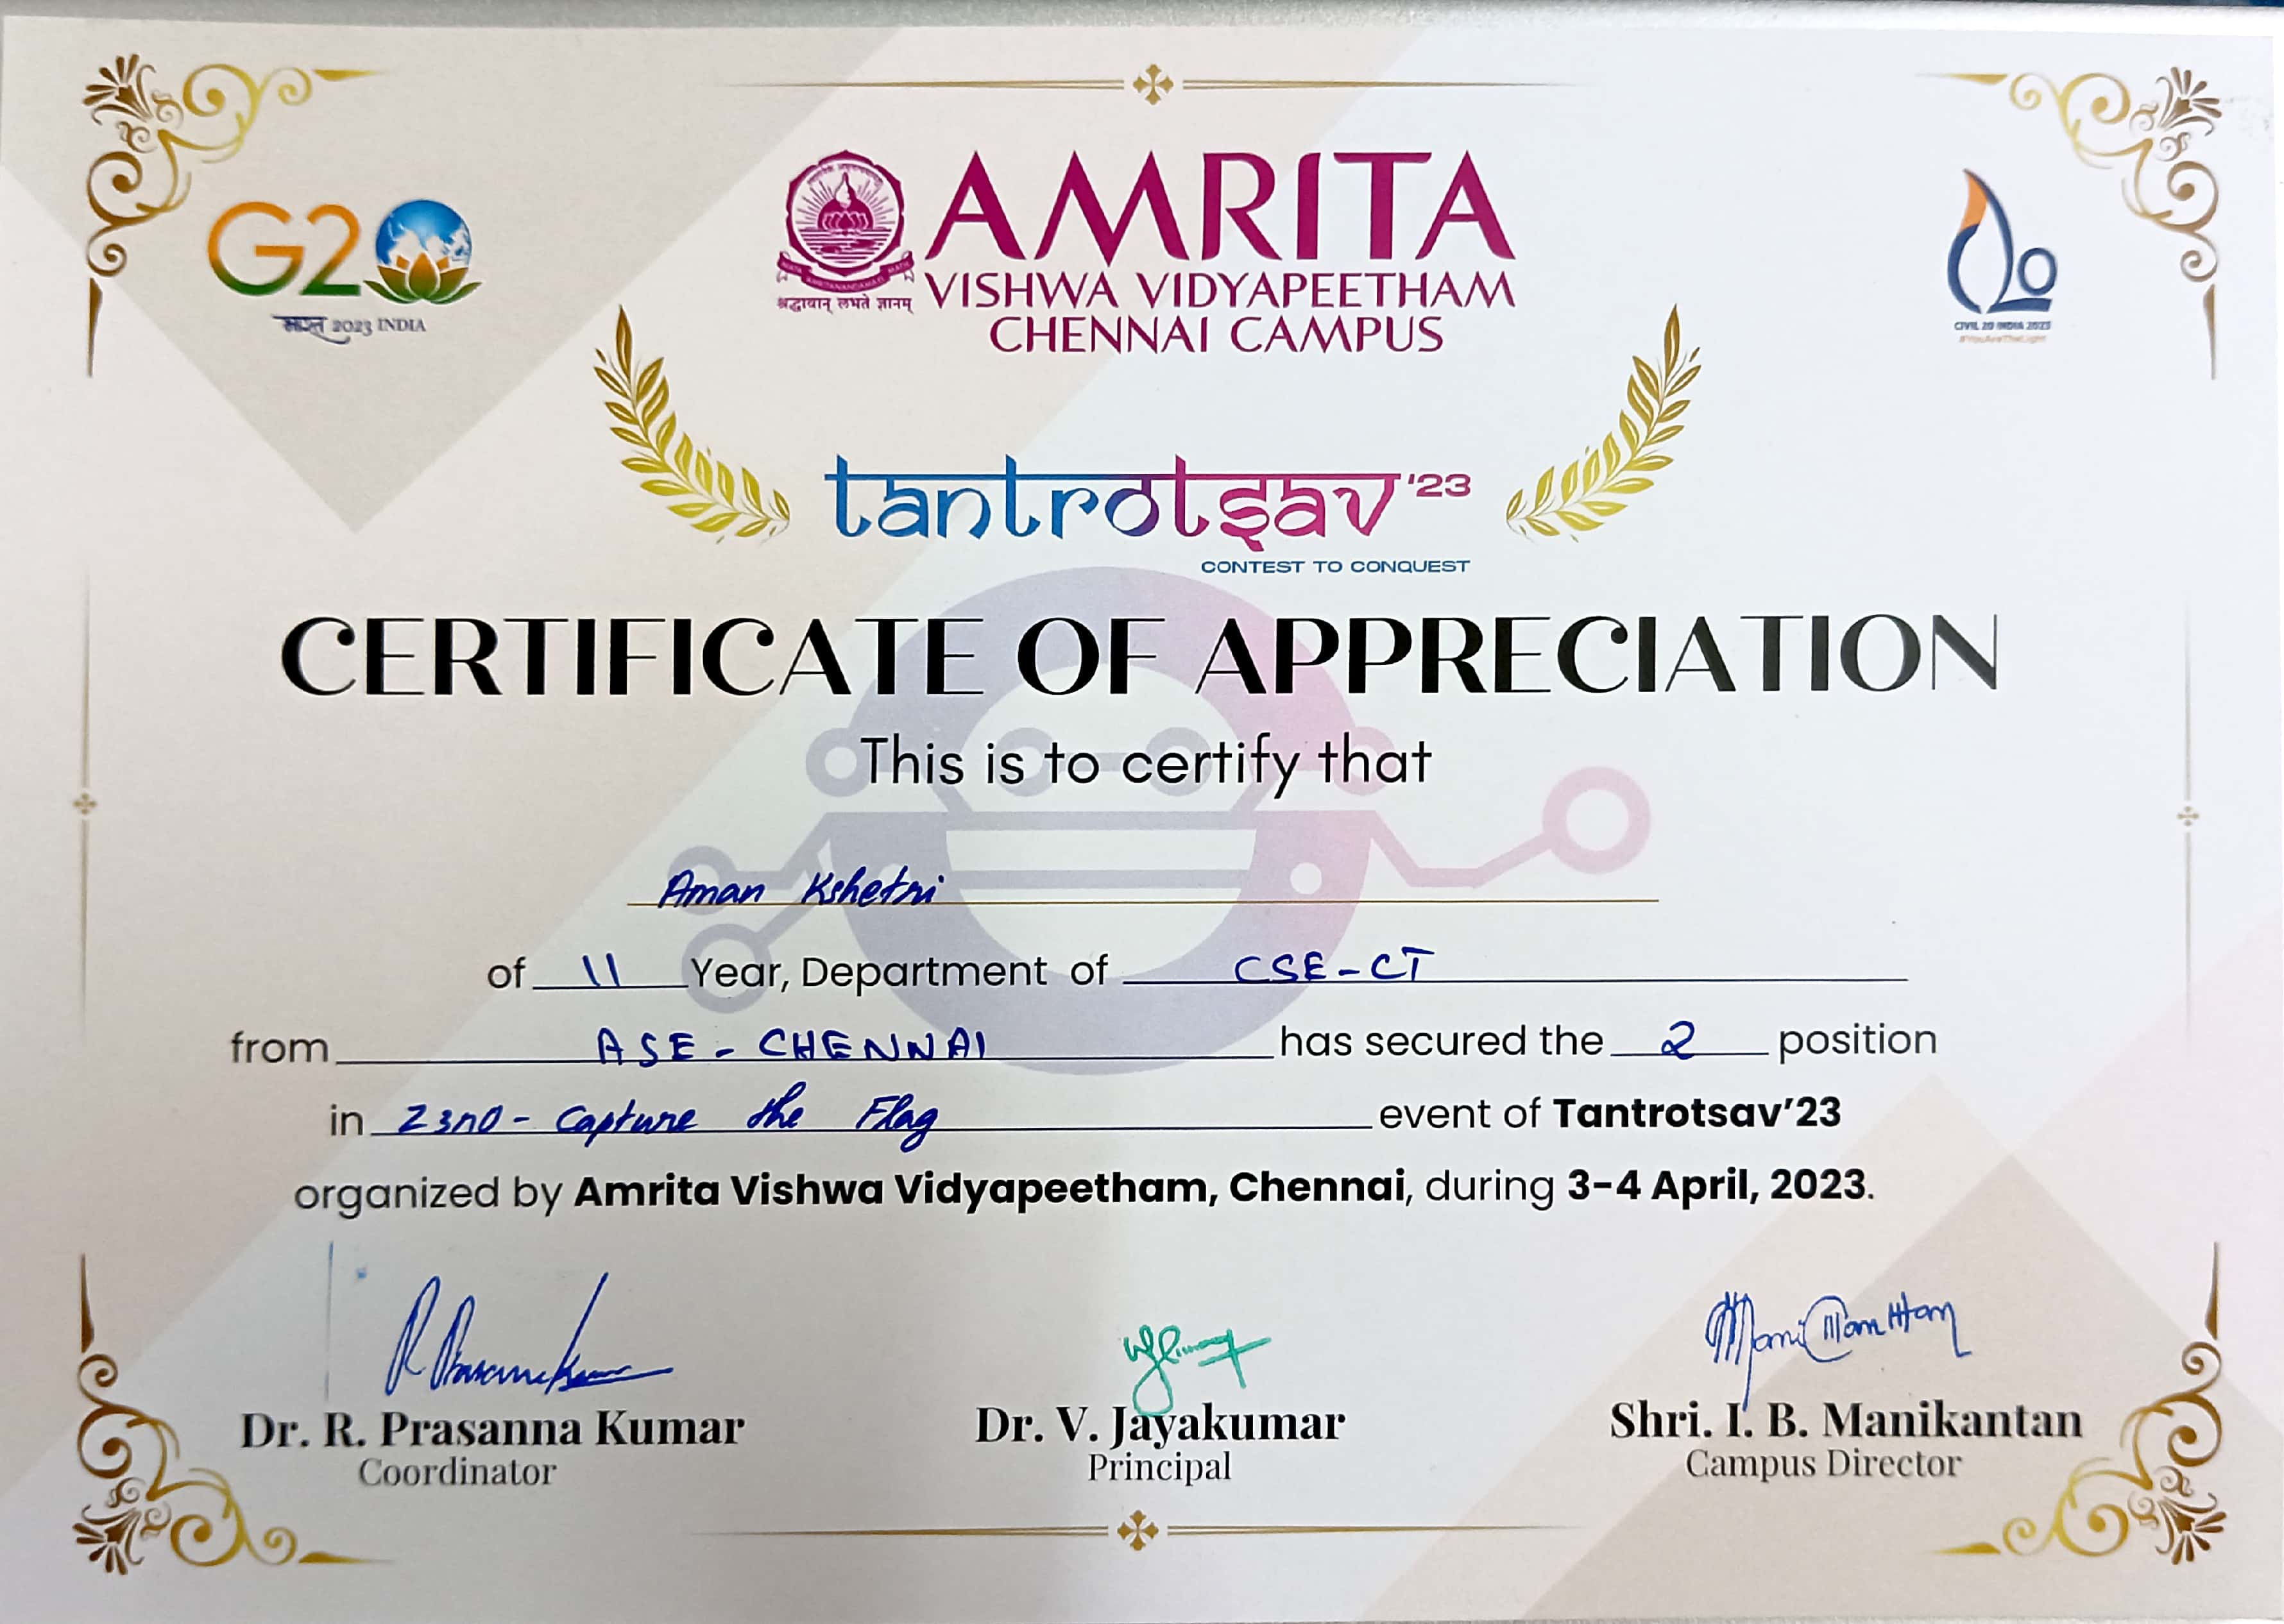 G20
भारत 2023 INDIA
श्रद्धावान् लभते ज्ञानम्
AMRITA
VISHWA VIDYAPEETHAM
CHENNAI CAMPUS
C20
CIVIL 20 INDIA 2023
#YouAreTheLight
tantrotsav '23
CONTEST TO CONQUEST
CERTIFICATE OF APPRECIATION
This is to certify that
Aman Kshetri
of 11 Year, Department of CSE-CT
from ASE - CHENNAI has secured the 2 position
in Z3r0 - Capture the Flag event of Tantrotsav'23
organized by Amrita Vishwa Vidyapeetham, Chennai, during 3-4 April, 2023.
Dr. R. Prasanna Kumar
Coordinator
Dr. V. Jayakumar
Principal
Shri. I. B. Manikantan
Campus Director